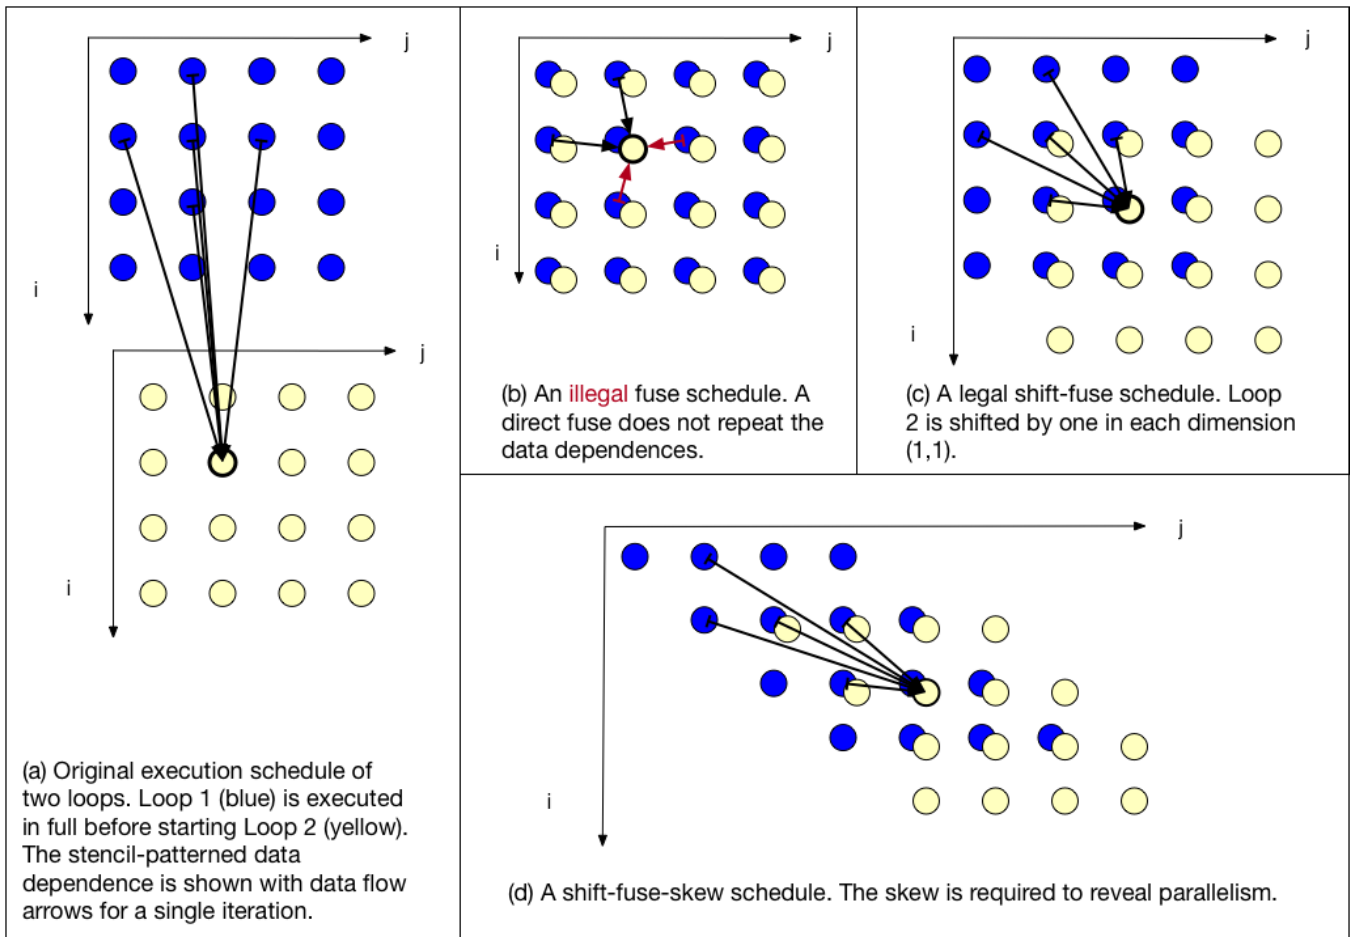 j
i
j
i
(a) Original execution schedule of
two loops. Loop 1 (blue) is executed
in full before starting Loop 2 (yellow).
The stencil-patterned data
dependence is shown with data flow
arrows for a single iteration.
j
i
(b) An illegal fuse schedule. A
direct fuse does not repeat the
data dependences.
j
i
(c) A legal shift-fuse schedule. Loop
2 is shifted by one in each dimension
(1,1).
j
i
(d) A shift-fuse-skew schedule. The skew is required to reveal parallelism.